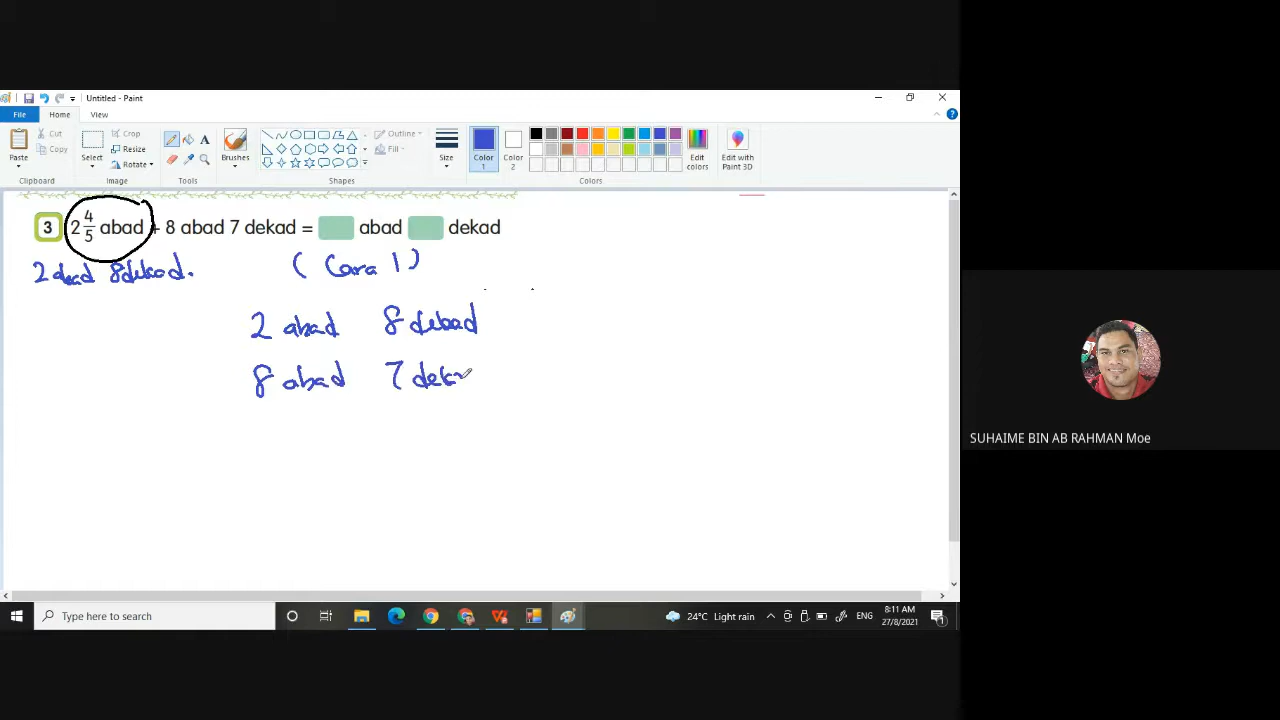 Untitled - Paint
File Home View
Paste Cut Copy Clipboard
Select Crop Resize Rotate Image
Tools
Brushes
Shapes Outline Fill
Size
Color 1 Color 2
Edit colors Edit with Paint 3D
Colors
3 2 4/5 abad + 8 abad 7 dekad = abad dekad
2 abad 8 dekad. (Cara 1)
2 abad 8 dekad
8 abad 7 deka
SUHAIME BIN AB RAHMAN Moe
Type here to search
24°C Light rain ENG 8:11 AM 27/8/2021 1